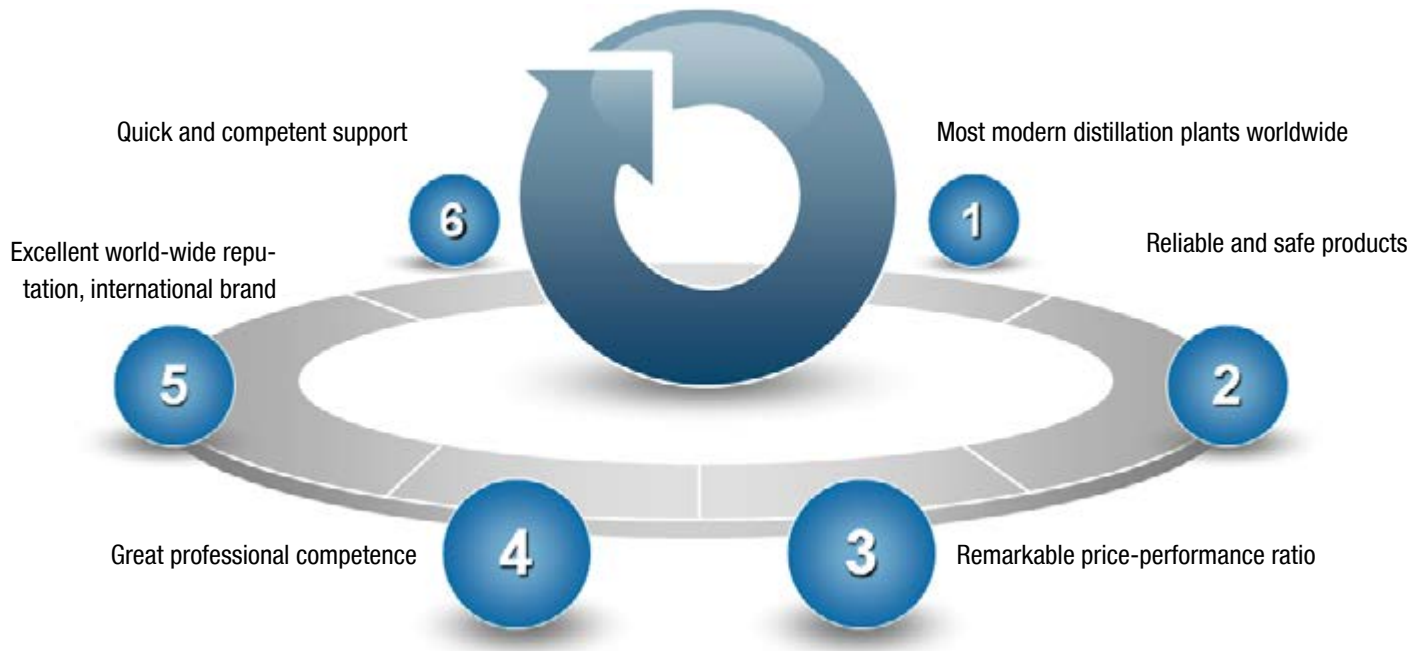 Quick and competent support
Most modern distillation plants worldwide
6
1
Reliable and safe products
Excellent world-wide repu-
tation, international brand
5
2
4
3
Great professional competence
Remarkable price-performance ratio